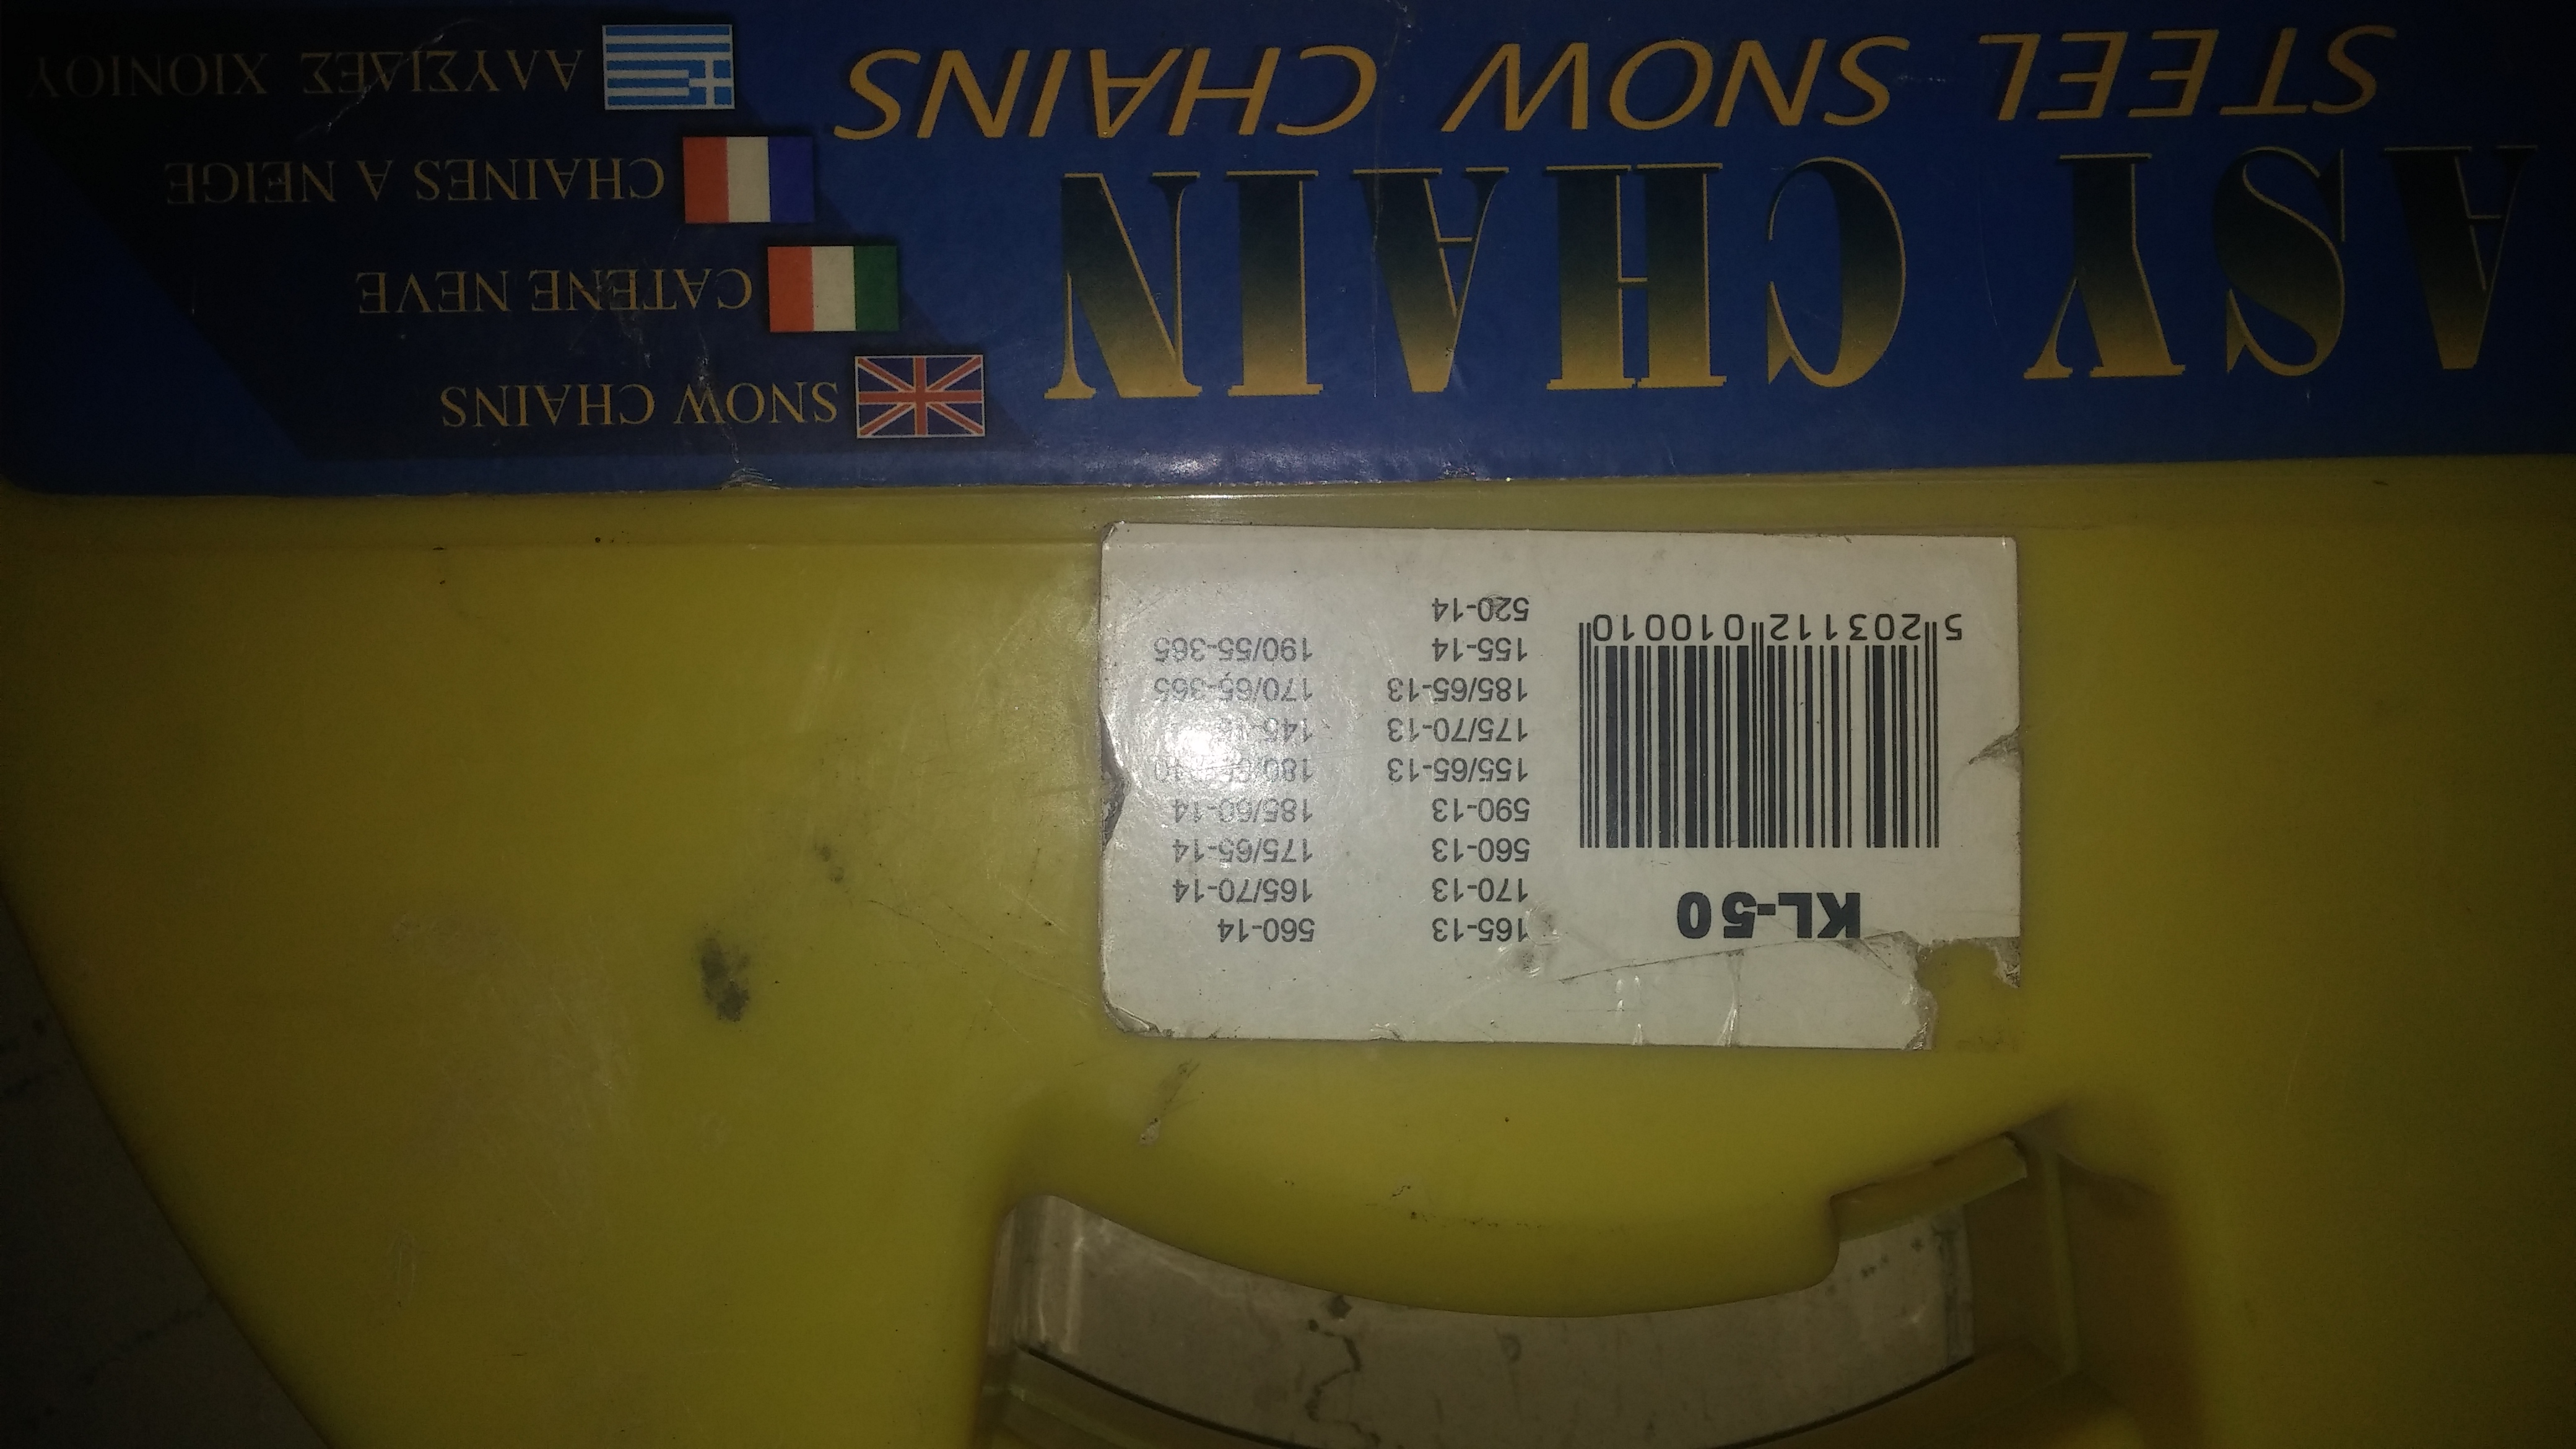 KL-50
5 203112 010010
165-13
170-13
560-13
590-13
155/65-13
175/70-13
185/65-13
155-14
520-14
560-14
165/70-14
175/65-14
185/60-14
170/65-365
190/55-365
SNOW CHAINS
CATENE NEVE
CHAINES A NEIGE
ΑΛΥΣΙΔΕΣ ΧΙΟΝΙΟΥ
ASY CHAIN
STEEL SNOW CHAINS